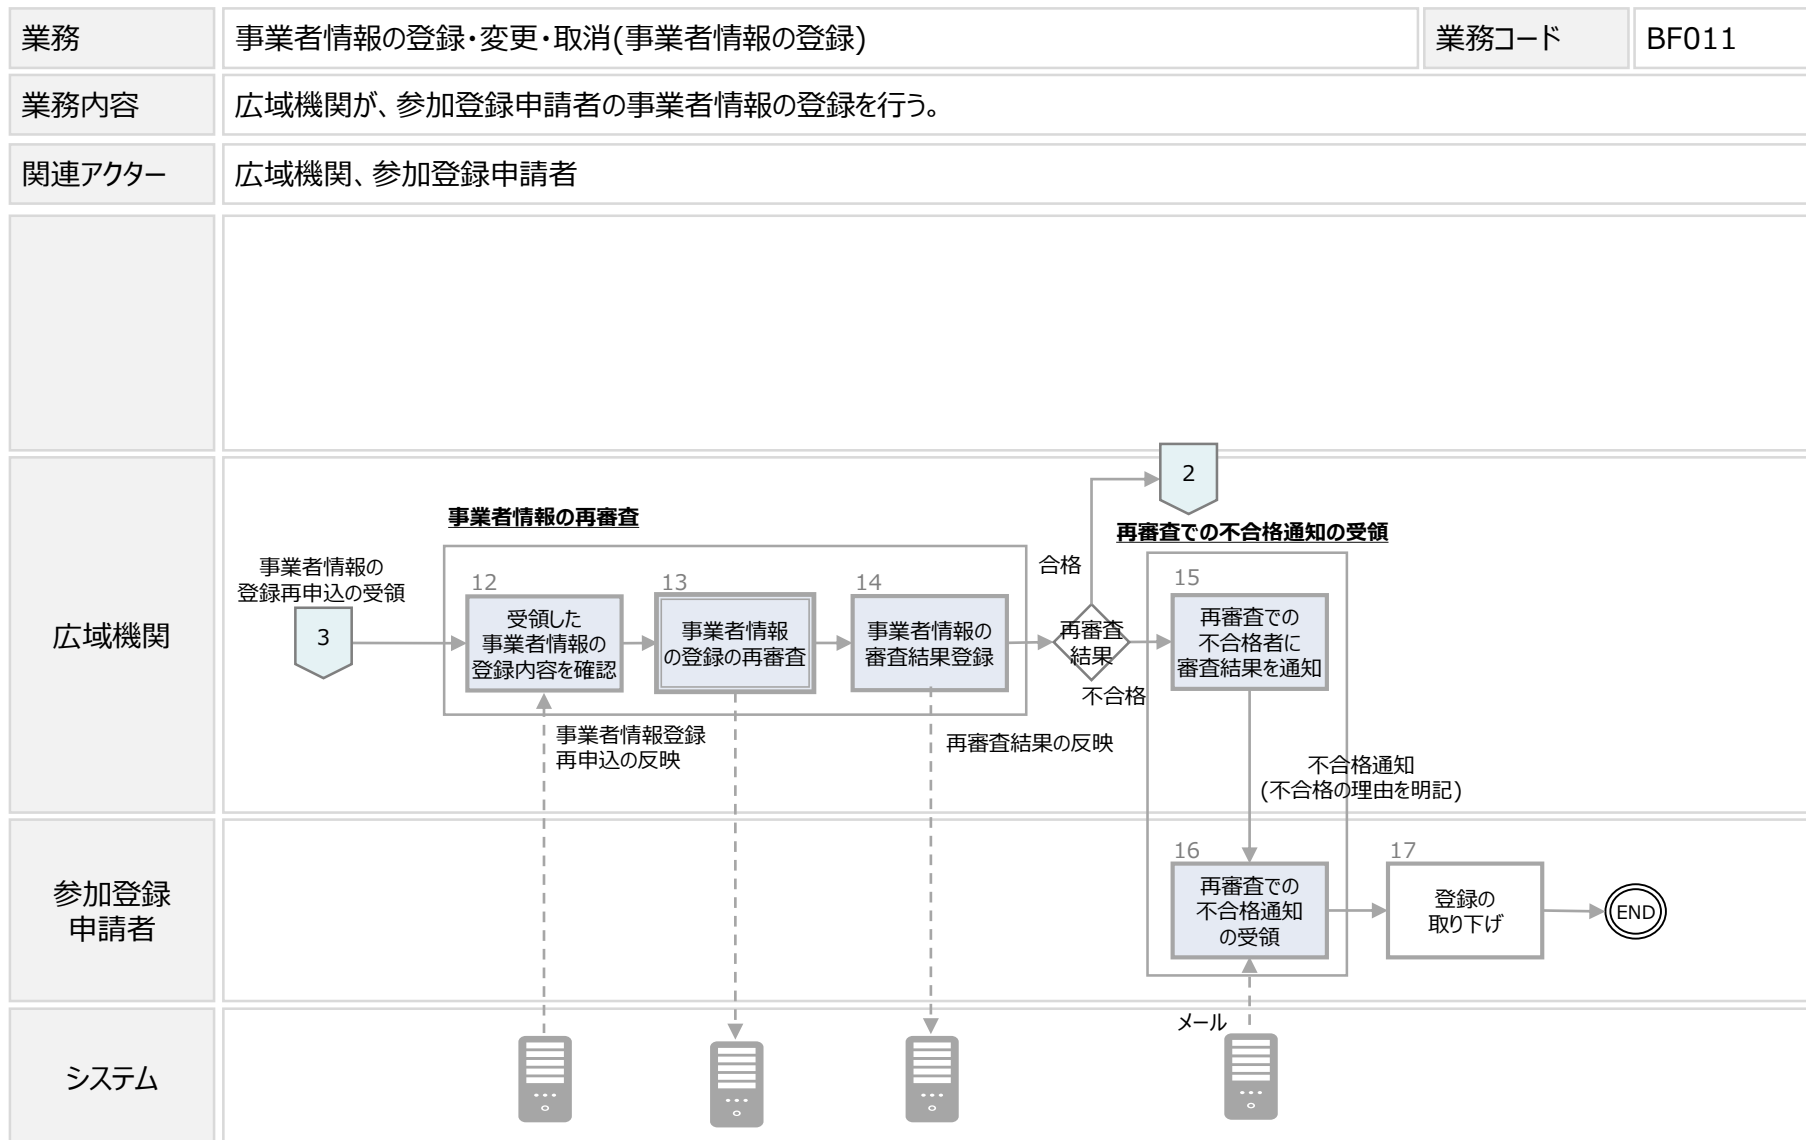 業務
事業者情報の登録・変更・取消(事業者情報の登録)
業務コード
BF011
業務内容
広域機関が、参加登録申請者の事業者情報の登録を行う。
関連アクター
広域機関、参加登録申請者
広域機関
2
事業者情報の再審査
再審査での不合格通知の受領
事業者情報の
登録再申込の受領
3
12
受領した
事業者情報の
登録内容を確認
13
事業者情報
の登録の再審査
14
事業者情報の
審査結果登録
合格
再審査
結果
不合格
15
再審査での
不合格者に
審査結果を通知
事業者情報登録
再申込の反映
再審査結果の反映
不合格通知
(不合格の理由を明記)
参加登録
申請者
16
再審査での
不合格通知
の受領
17
登録の
取り下げ
END
システム
メール